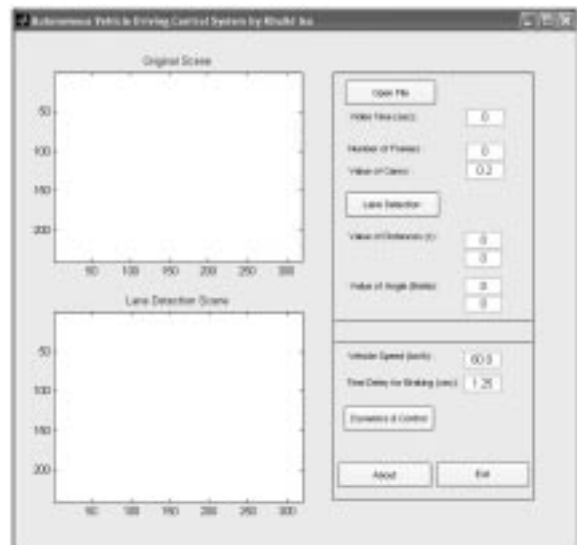 Autonomous Vehicle Driving Control System by Khalid Isa
Original Scene
50
100
150
200
50 100 150 200 250 300
Lane Detection Scene
50
100
150
200
50 100 150 200 250 300
Open File
Video Time (sec): 0
Number of Frames: 0
Value of Canny: 0.2
Lane Detection
Value of Distances (r): 0
0
Value of Angle (theta): 0
0
Vehicle Speed (km/h): 60.0
Time Delay for Braking (sec): 1.25
Dynamics & Control
About Exit